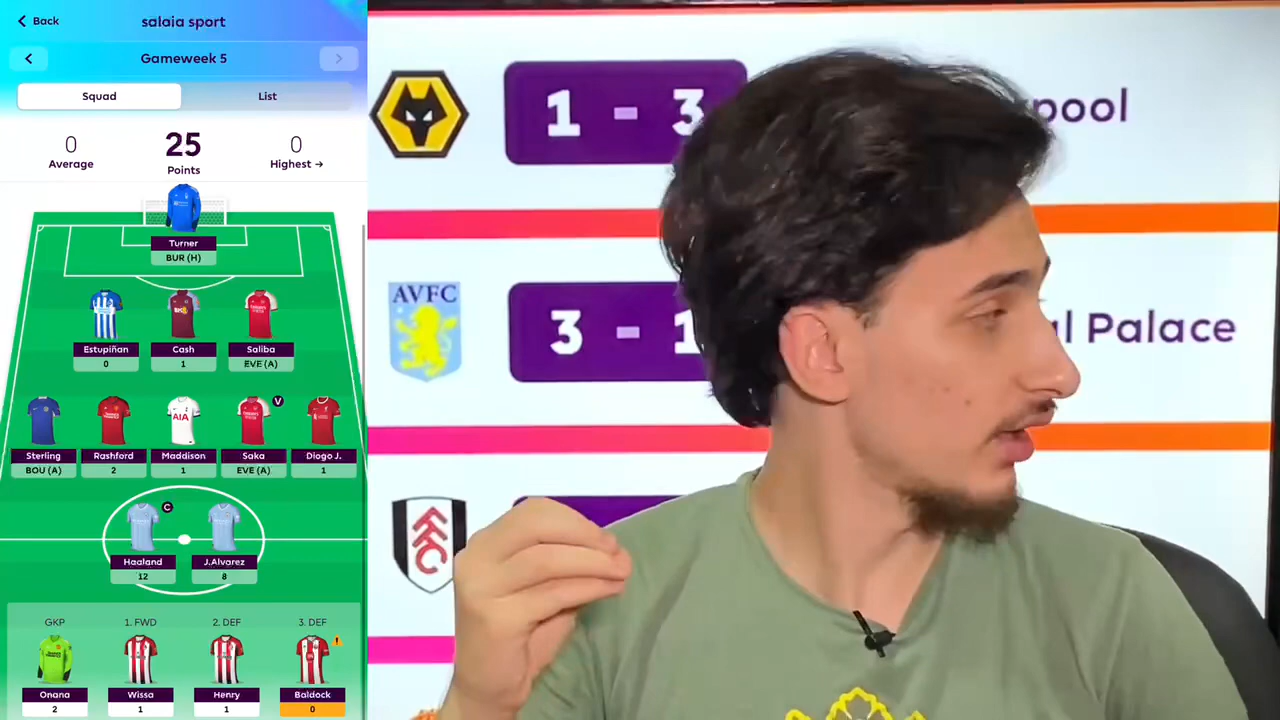 Back
salaia sport
Gameweek 5
Squad
List
0
25
0
Average
Points
Highest →
Turner
BUR (H)
Estupiñan
Cash
Saliba
0
1
EVE (A)
V
AIA
Sterling
Rashford
Maddison
Saka
Diogo J.
BOU (A)
2
1
EVE (A)
1
C
Haaland
J.Alvarez
12
8
GKP
1. FWD
2. DEF
3. DEF
Onana
Wissa
Henry
Baldock
2
1
1
0
1 - 3
pool
AVFC
3 - 1
l Palace
FFC